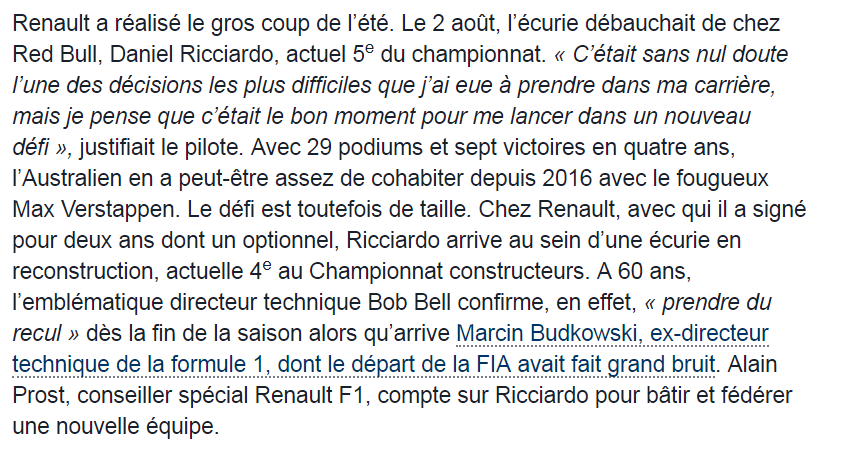 Renault a réalisé le gros coup de l’été. Le 2 août, l’écurie débauchait de chez
Red Bull, Daniel Ricciardo, actuel 5e du championnat. « C’était sans nul doute
l’une des décisions les plus difficiles que j’ai eue à prendre dans ma carrière,
mais je pense que c’était le bon moment pour me lancer dans un nouveau
défi », justifiait le pilote. Avec 29 podiums et sept victoires en quatre ans,
l’Australien en a peut-être assez de cohabiter depuis 2016 avec le fougueux
Max Verstappen. Le défi est toutefois de taille. Chez Renault, avec qui il a signé
pour deux ans dont un optionnel, Ricciardo arrive au sein d’une écurie en
reconstruction, actuelle 4e au Championnat constructeurs. A 60 ans,
l’emblématique directeur technique Bob Bell confirme, en effet, « prendre du
recul » dès la fin de la saison alors qu’arrive Marcin Budkowski, ex-directeur
technique de la formule 1, dont le départ de la FIA avait fait grand bruit. Alain
Prost, conseiller spécial Renault F1, compte sur Ricciardo pour bâtir et fédérer
une nouvelle équipe.